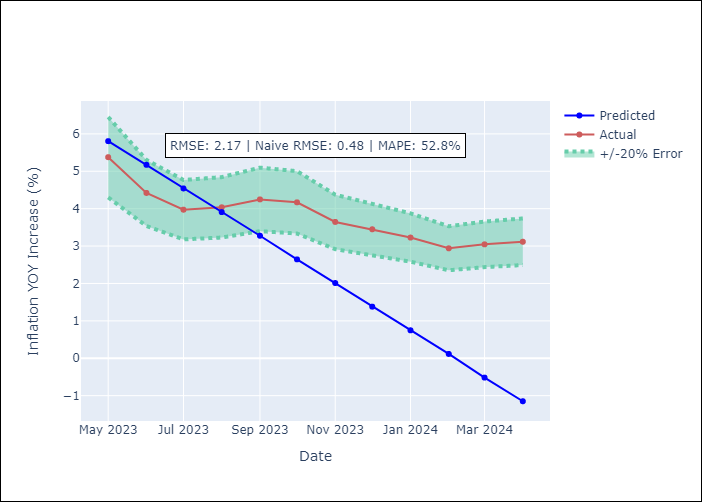 RMSE: 2.17 | Naive RMSE: 0.48 | MAPE: 52.8%
Predicted
Actual
+/-20% Error
Inflation YOY Increase (%)
6
5
4
3
2
1
0
−1
May 2023
Jul 2023
Sep 2023
Nov 2023
Jan 2024
Mar 2024
Date